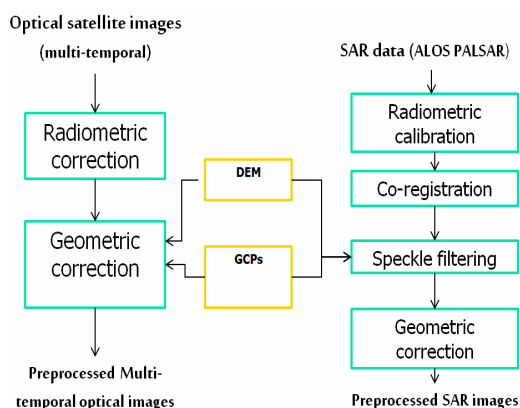 Optical satellite images
(multi-temporal)
Radiometric
correction
Geometric
correction
Preprocessed Multi-
temporal optical images
DEM
GCPs
SAR data (ALOS PALSAR)
Radiometric
calibration
Co-registration
Speckle filtering
Geometric
correction
Preprocessed SAR images